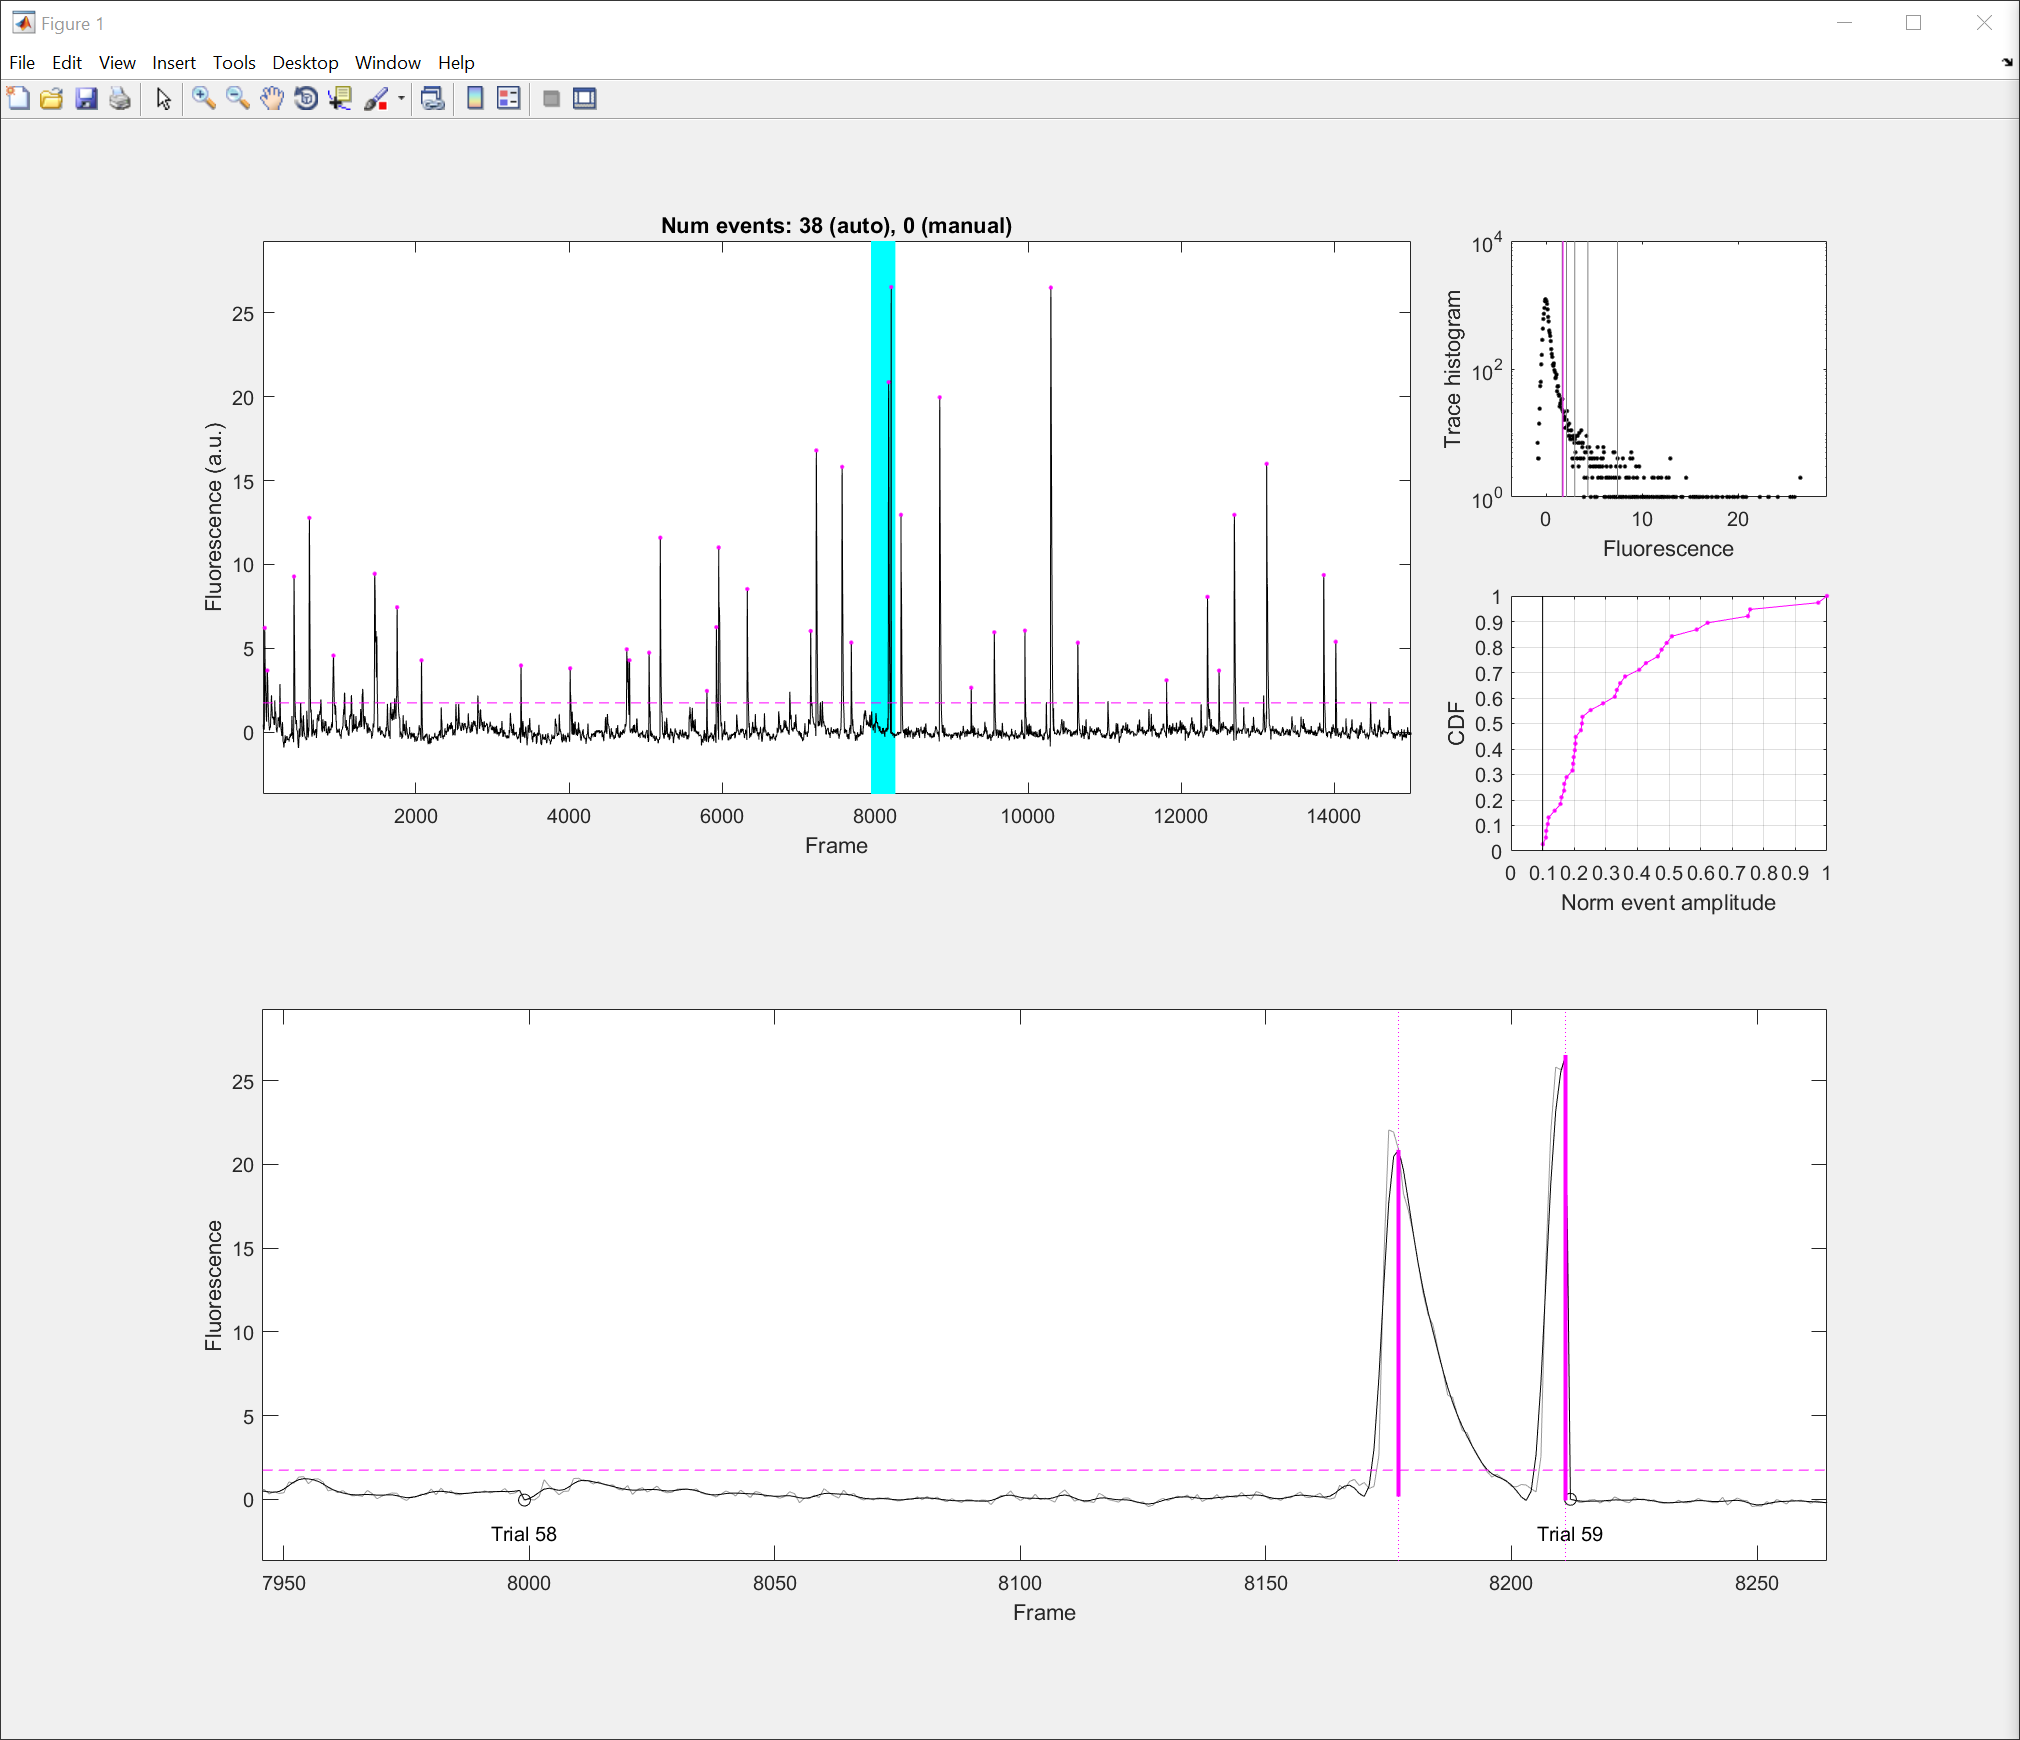 Figure 1
File Edit View Insert Tools Desktop Window Help
Num events: 38 (auto), 0 (manual)
Fluorescence (a.u.)
25
20
15
10
5
0
2000 4000 6000 8000 10000 12000 14000
Frame
Trace histogram
10^4
10^2
10^0
0 10 20
Fluorescence
CDF
1
0.9
0.8
0.7
0.6
0.5
0.4
0.3
0.2
0.1
0
0 0.1 0.2 0.3 0.4 0.5 0.6 0.7 0.8 0.9 1
Norm event amplitude
Fluorescence
25
20
15
10
5
0
Trial 58 Trial 59
7950 8000 8050 8100 8150 8200 8250
Frame